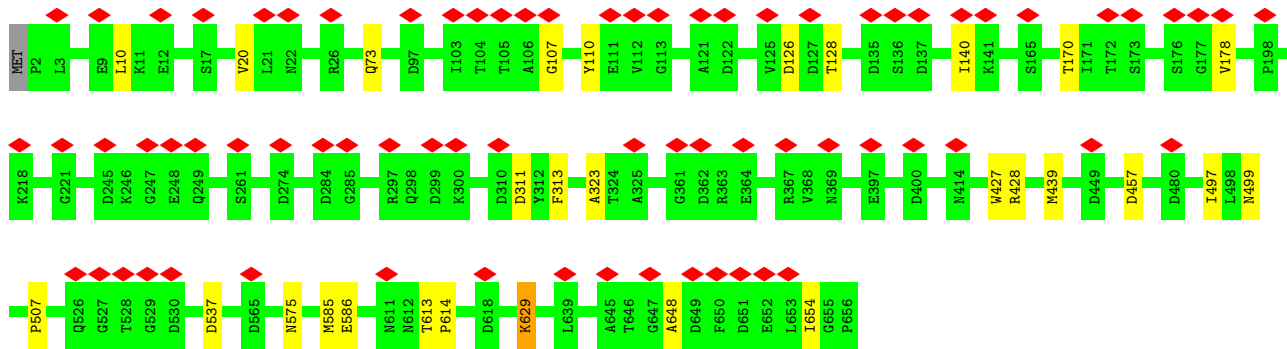 MET P2 L3 E9 L10 K11 E12 S17 V20 L21 N22 R26 Q73 D97 I103 T104 T105 A106 G107 Y110 E111 V112 G113 A121 D122 V125 D126 D127 T128 D135 S136 D137 I140 K141 S165 T170 I171 T172 S173 S176 G177 V178 P198
K218 G221 D245 K246 G247 E248 Q249 S261 D274 D284 G285 R297 Q298 D299 K300 D310 D311 Y312 F313 A323 T324 A325 G361 D362 R363 E364 R367 V368 N369 E397 D400 N414 W427 R428 M439 D449 D457 D480 I497 L498 N499
P507 Q526 G527 T528 G529 D530 D537 D565 N575 M585 E586 N611 N612 T613 P614 D618 K629 L639 A645 T646 G647 A648 D649 F650 D651 E652 L653 I654 G655 P656